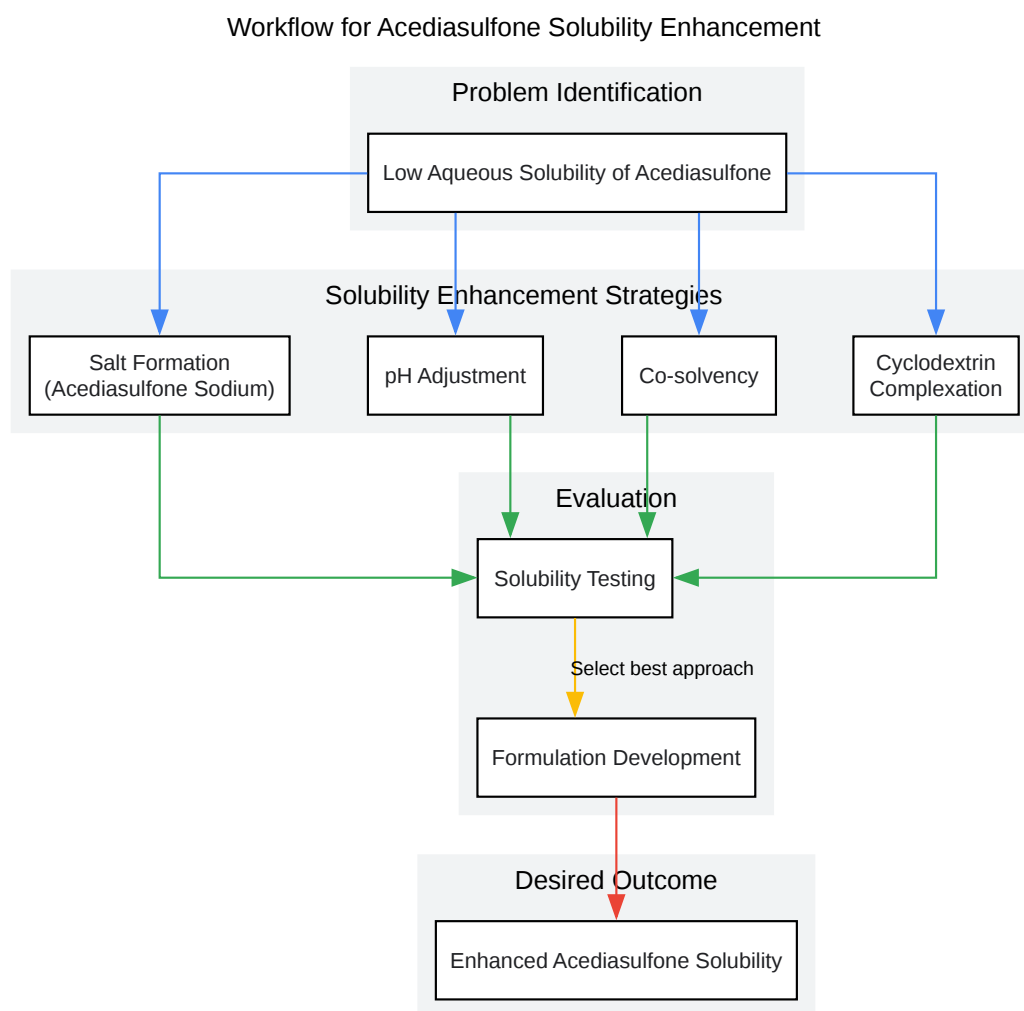 Workflow for Acediasulfone Solubility Enhancement
Problem Identification
Low Aqueous Solubility of Acediasulfone
Solubility Enhancement Strategies
Salt Formation
(Acediasulfone Sodium)
pH Adjustment
Co-solvency
Cyclodextrin
Complexation
Evaluation
Solubility Testing
Select best approach
Formulation Development
Desired Outcome
Enhanced Acediasulfone Solubility